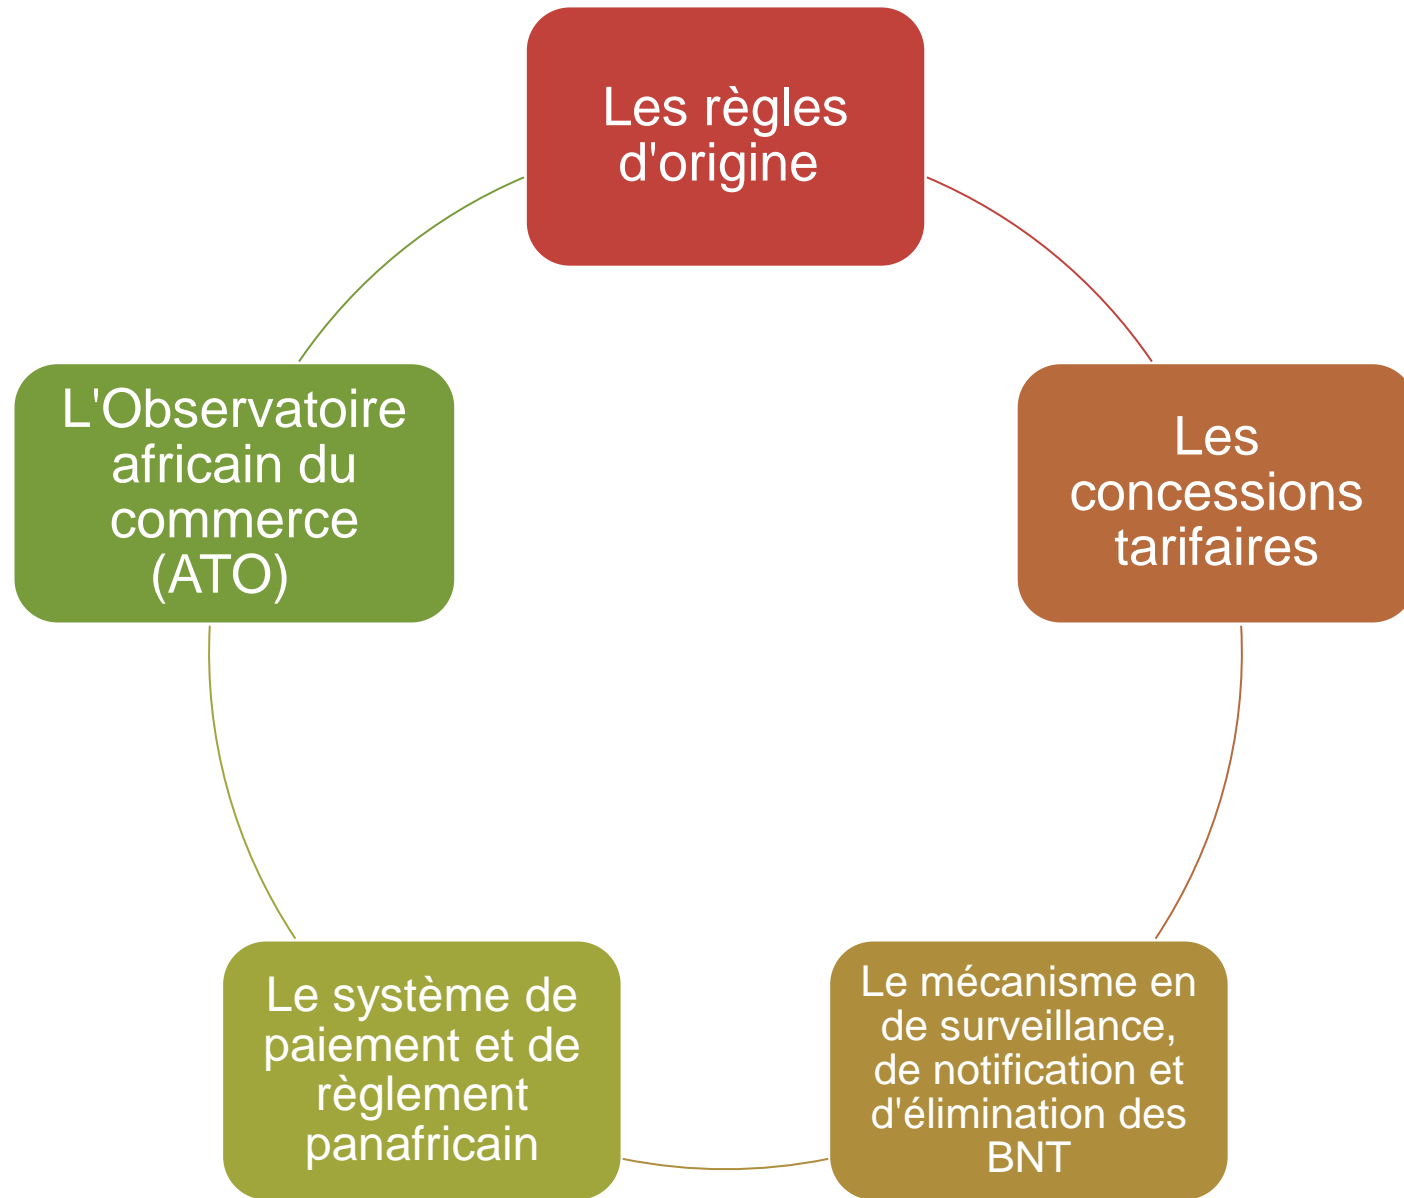 Les règles
d'origine
Les
concessions
tarifaires
Le mécanisme en
de surveillance,
de notification et
d'élimination des
BNT
Le système de
paiement et de
règlement
panafricain
L'Observatoire
africain du
commerce
(ATO)